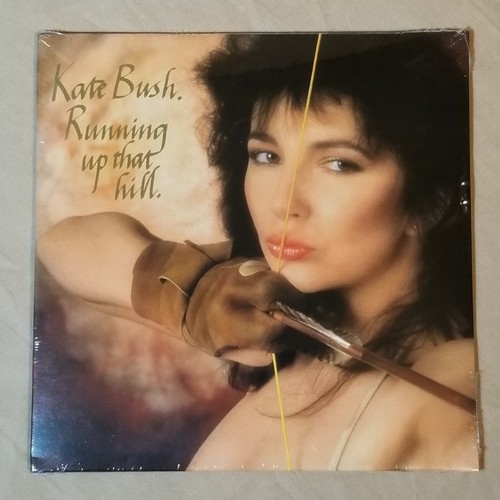 Kate Bush.
Running
up that
hill.